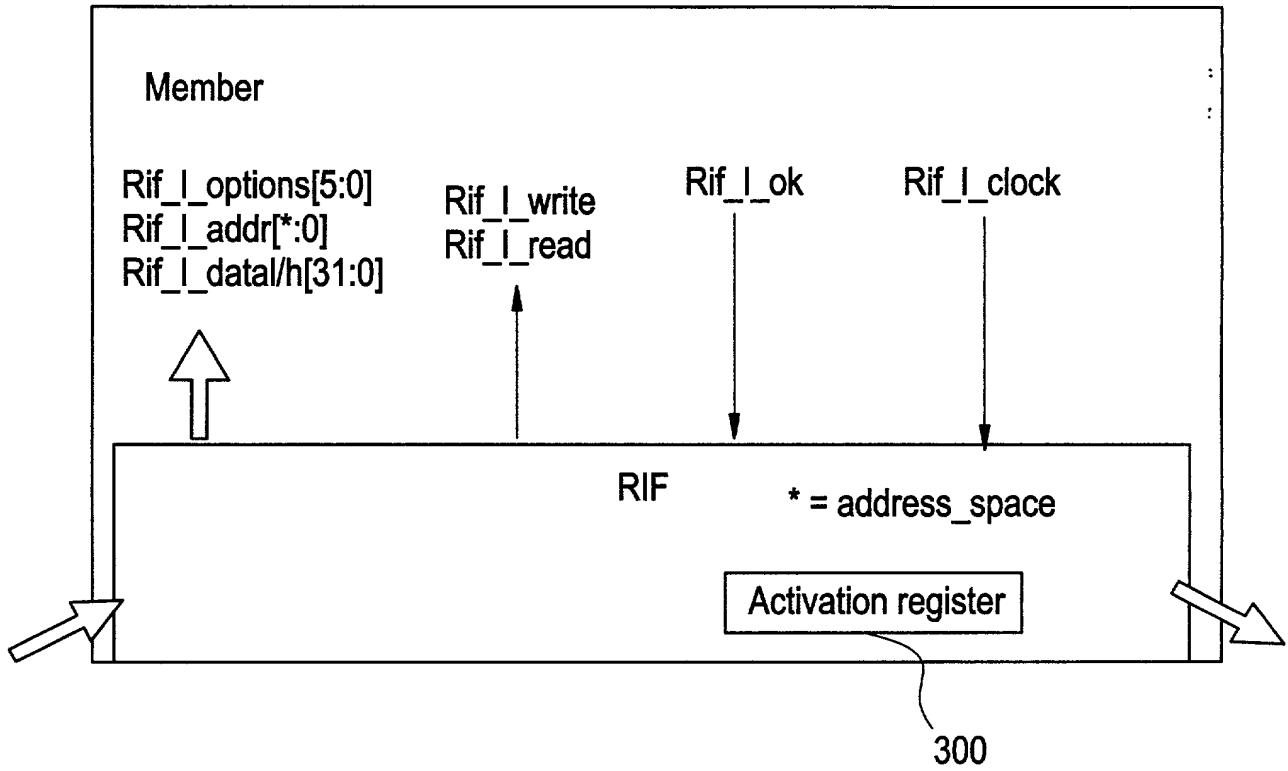 Member
Rif_I_options[5:0]
Rif_I_addr[*:0]
Rif_I_datal/h[31:0]
Rif_I_write
Rif_I_read
Rif_I_ok
Rif_I_clock
RIF
* = address_space
Activation register
300